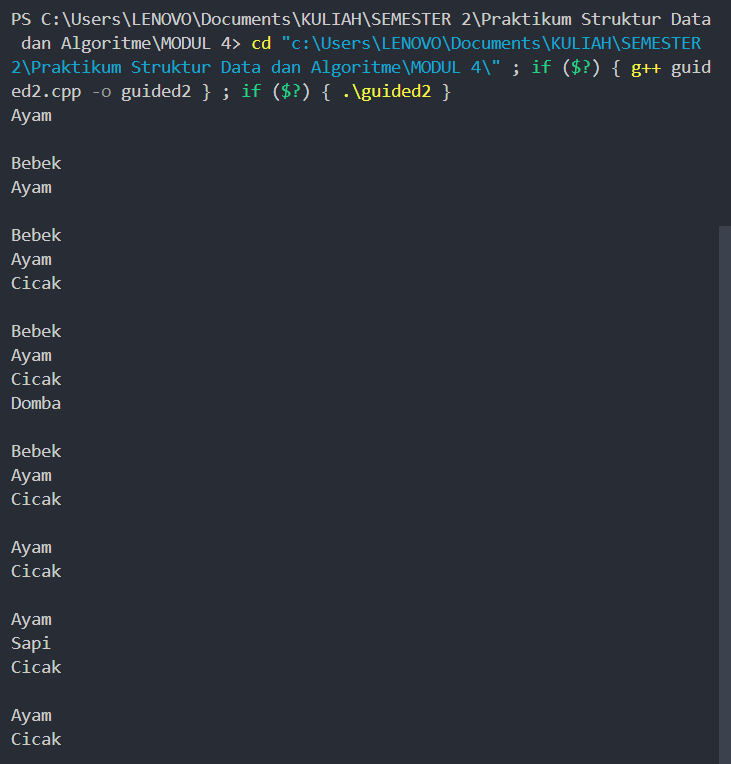 PS C:\Users\LENOVO\Documents\KULIAH\SEMESTER 2\Praktikum Struktur Data
 dan Algoritme\MODUL 4> cd "c:\Users\LENOVO\Documents\KULIAH\SEMESTER
2\Praktikum Struktur Data dan Algoritme\MODUL 4\" ; if ($?) { g++ guid
ed2.cpp -o guided2 } ; if ($?) { .\guided2 }
Ayam

Bebek
Ayam

Bebek
Ayam
Cicak

Bebek
Ayam
Cicak
Domba

Bebek
Ayam
Cicak

Ayam
Cicak

Ayam
Sapi
Cicak

Ayam
Cicak